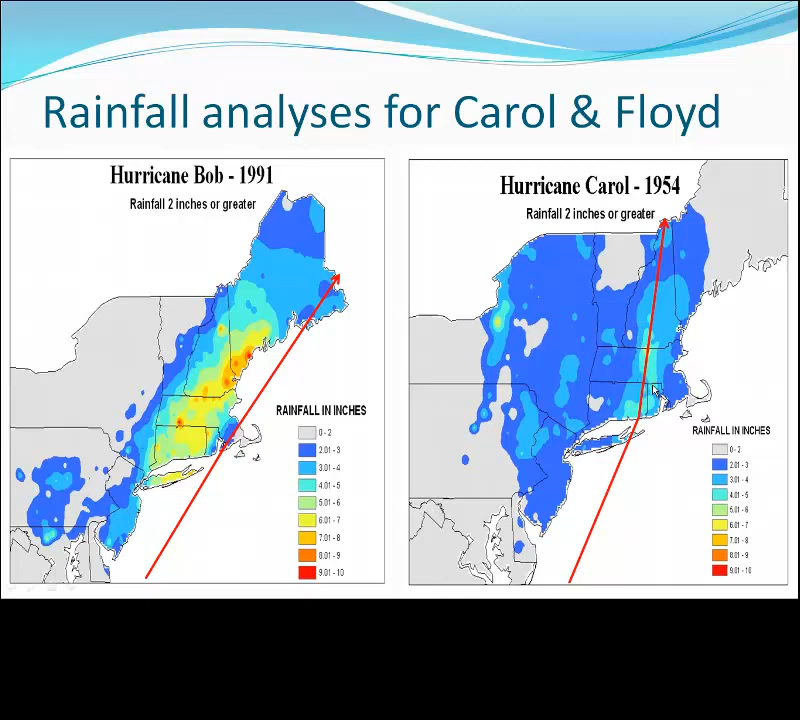 Rainfall analyses for Carol & Floyd
Hurricane Bob - 1991
Rainfall 2 inches or greater
RAINFALL IN INCHES
0 - 2
2.01 - 3
3.01 - 4
4.01 - 5
5.01 - 6
6.01 - 7
7.01 - 8
8.01 - 9
9.01 - 10
Hurricane Carol - 1954
Rainfall 2 inches or greater
RAINFALL IN INCHES
0 - 2
2.01 - 3
3.01 - 4
4.01 - 5
5.01 - 6
6.01 - 7
7.01 - 8
8.01 - 9
9.01 - 10